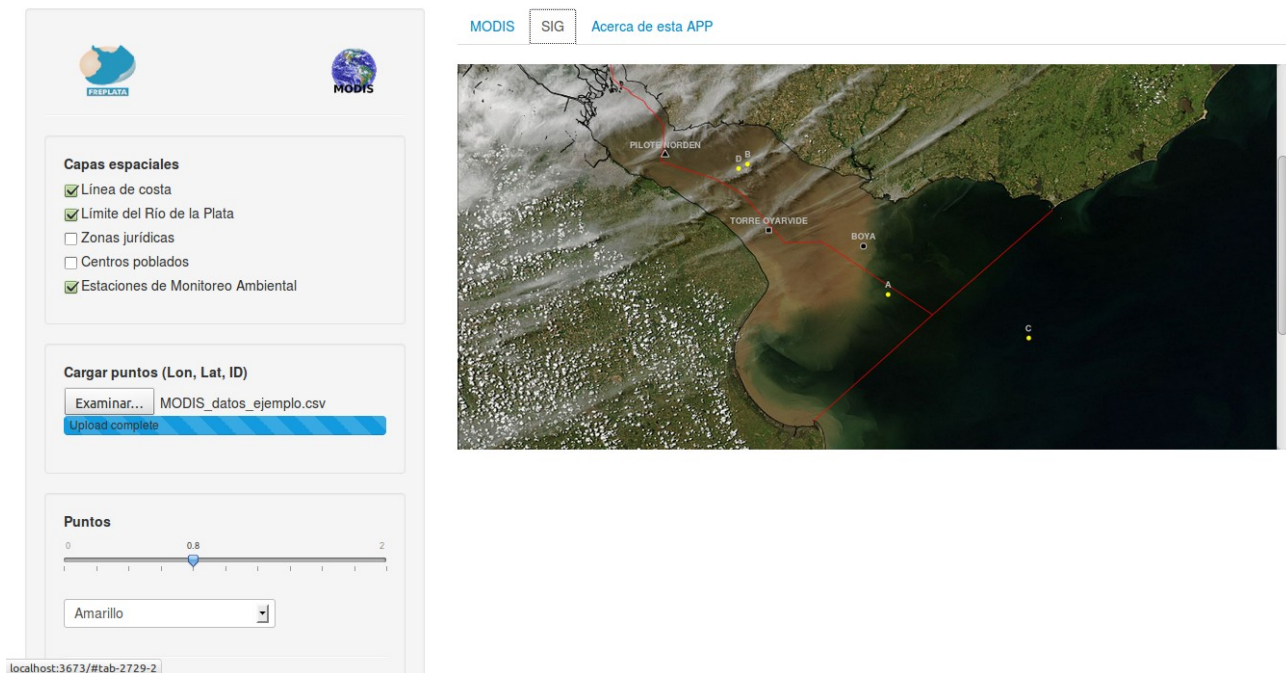 FREPLATA
MODIS
Capas espaciales
Línea de costa
Límite del Río de la Plata
Zonas jurídicas
Centros poblados
Estaciones de Monitoreo Ambiental
Cargar puntos (Lon, Lat, ID)
Examinar... MODIS_datos_ejemplo.csv
Upload complete
Puntos
0 0.8 2
Amarillo
localhost:3673/#tab-2729-2
MODIS SIG Acerca de esta APP
PILOTE NORDEN
D B
TORRE OYARVIDE
BOYA
A
C